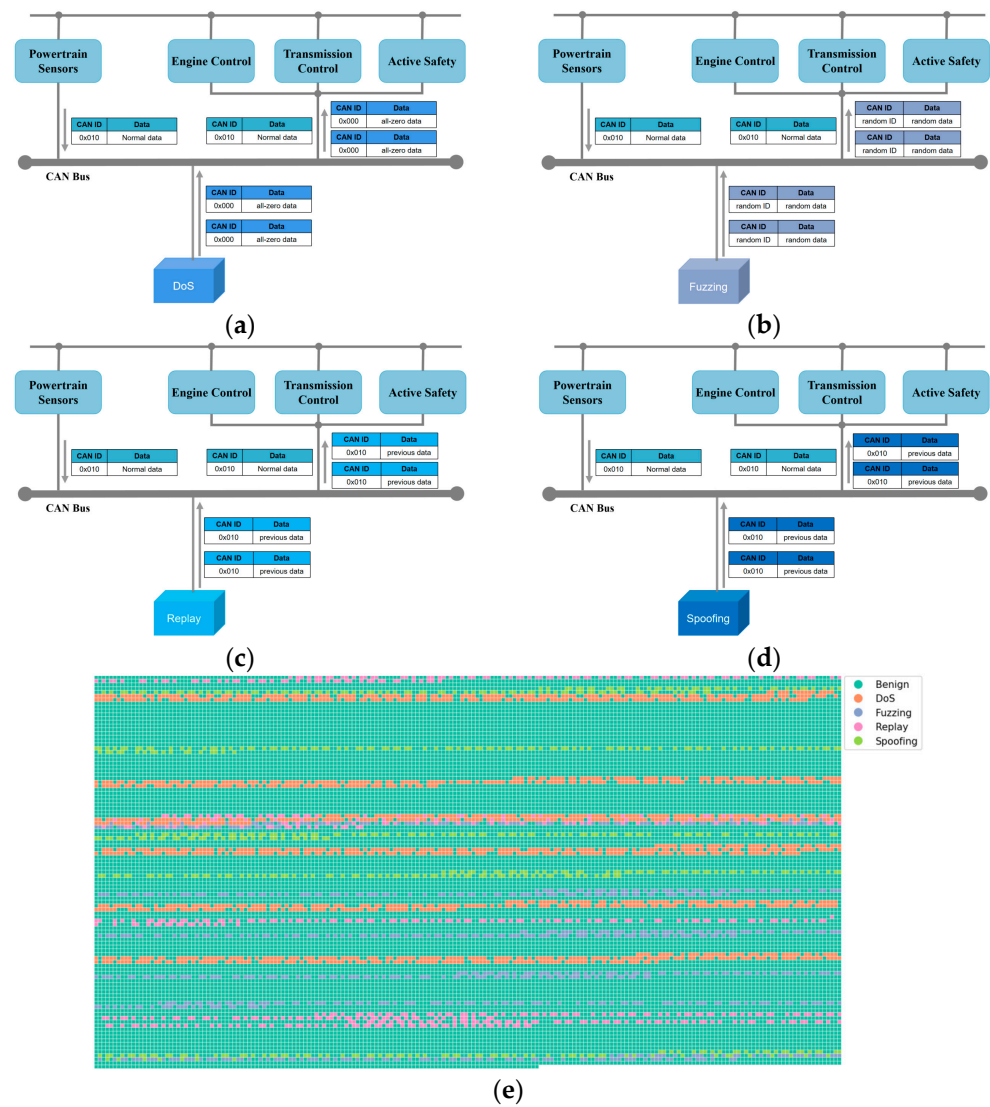 Powertrain Sensors
Engine Control
Transmission Control
Active Safety
CAN ID Data
0x000 all-zero data
CAN ID Data
0x010 Normal data
CAN ID Data
0x010 Normal data
CAN ID Data
0x000 all-zero data
CAN Bus
CAN ID Data
0x000 all-zero data
CAN ID Data
0x000 all-zero data
DoS
(a)
Powertrain Sensors
Engine Control
Transmission Control
Active Safety
CAN ID Data
random ID random data
CAN ID Data
0x010 Normal data
CAN ID Data
0x010 Normal data
CAN ID Data
random ID random data
CAN Bus
CAN ID Data
random ID random data
CAN ID Data
random ID random data
Fuzzing
(b)
Powertrain Sensors
Engine Control
Transmission Control
Active Safety
CAN ID Data
0x010 previous data
CAN ID Data
0x010 Normal data
CAN ID Data
0x010 Normal data
CAN ID Data
0x010 previous data
CAN Bus
CAN ID Data
0x010 previous data
CAN ID Data
0x010 previous data
Replay
(c)
Powertrain Sensors
Engine Control
Transmission Control
Active Safety
CAN ID Data
0x010 previous data
CAN ID Data
0x010 Normal data
CAN ID Data
0x010 Normal data
CAN ID Data
0x010 previous data
CAN Bus
CAN ID Data
0x010 previous data
CAN ID Data
0x010 previous data
Spoofing
(d)
Benign
DoS
Fuzzing
Replay
Spoofing
(e)